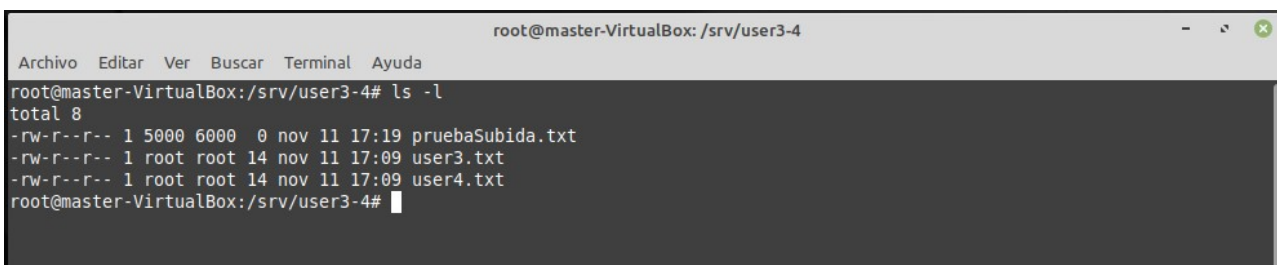 root@master-VirtualBox: /srv/user3-4
Archivo Editar Ver Buscar Terminal Ayuda
root@master-VirtualBox:/srv/user3-4# ls -l
total 8
-rw-r--r-- 1 5000 6000  0 nov 11 17:19 pruebaSubida.txt
-rw-r--r-- 1 root root 14 nov 11 17:09 user3.txt
-rw-r--r-- 1 root root 14 nov 11 17:09 user4.txt
root@master-VirtualBox:/srv/user3-4#